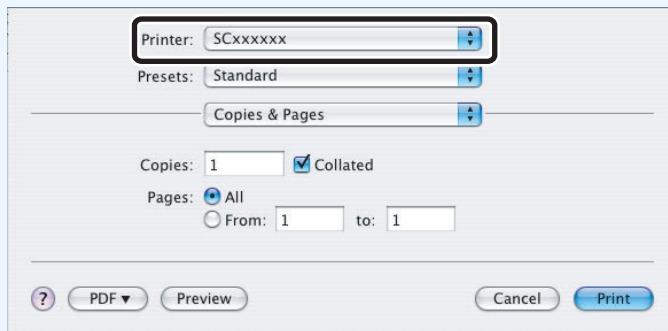 Printer: SCxxxxxx
Presets: Standard
Copies & Pages
Copies: 1 Collated
Pages: All
From: 1 to: 1
? PDF ▼ Preview Cancel Print